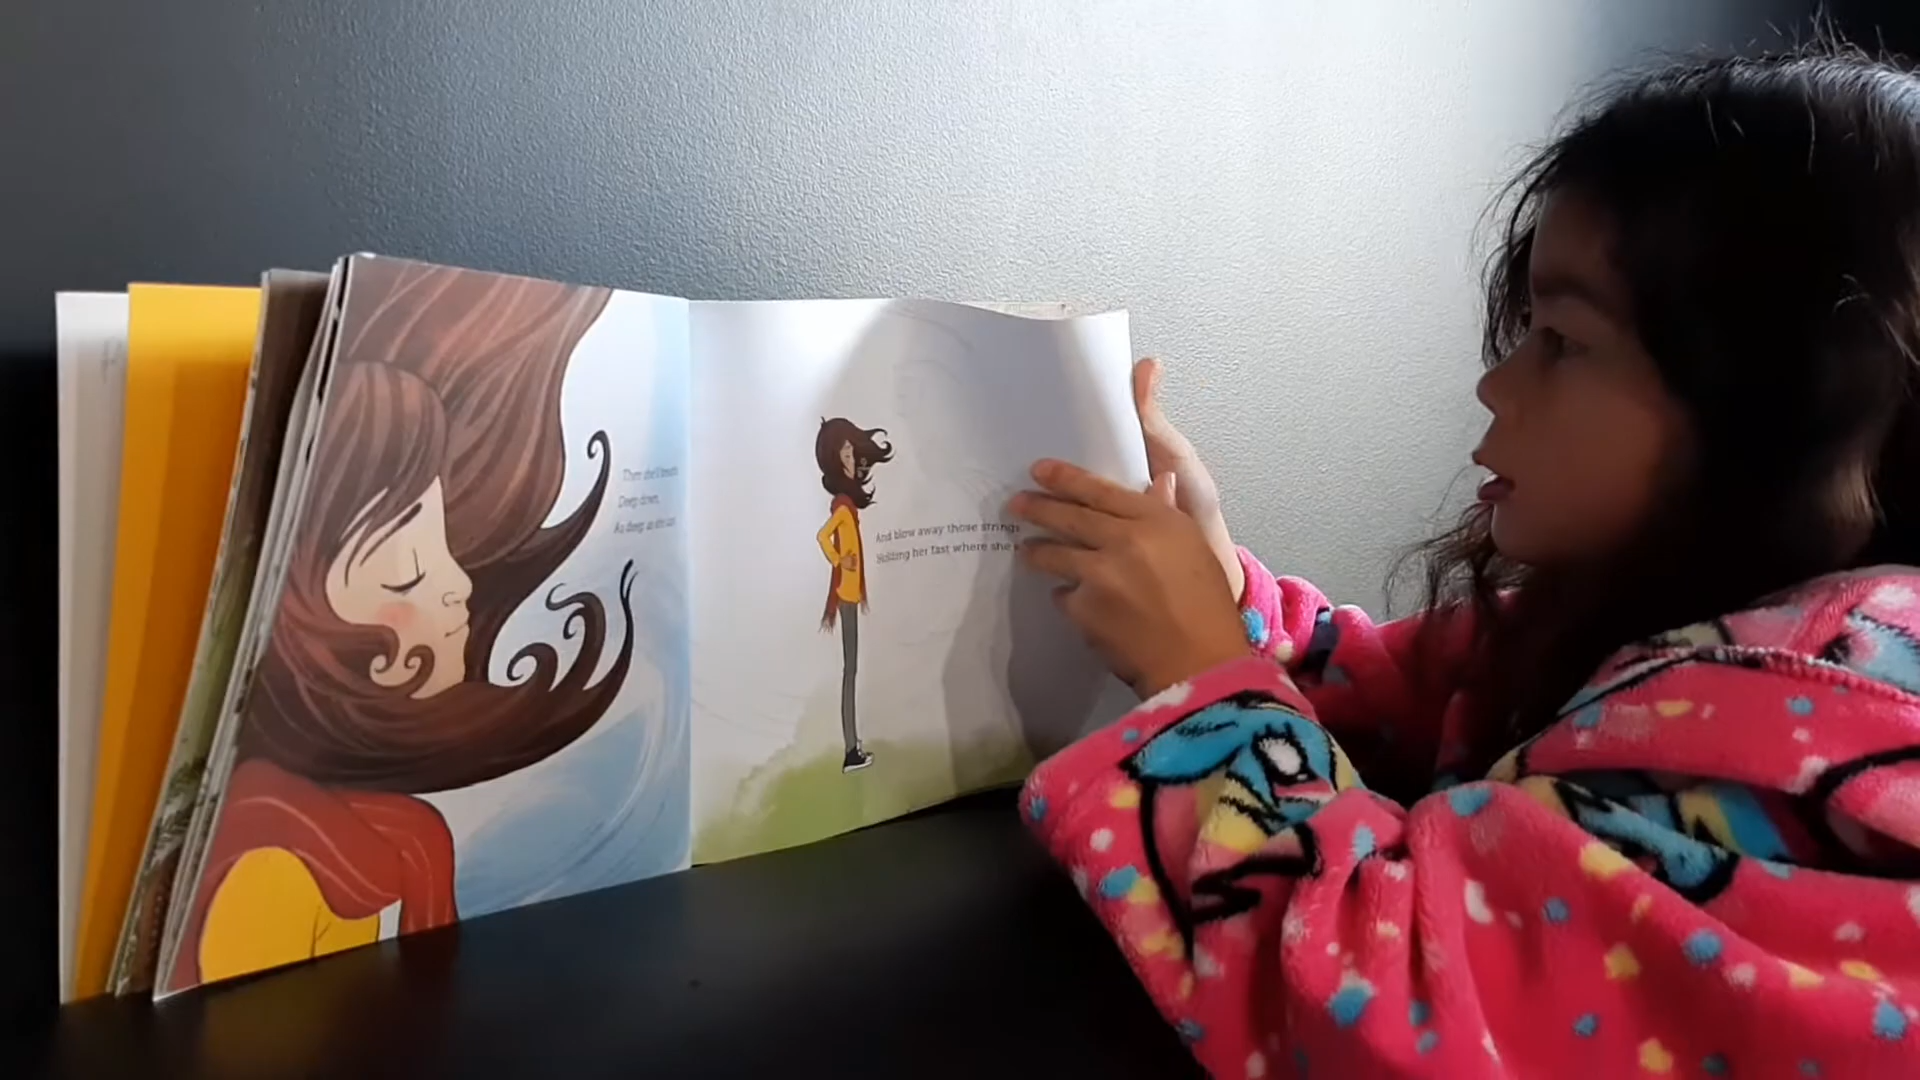 Then she'll breath
Deep down,
As deep as she can
And blow away those strings
Holding her fast where she